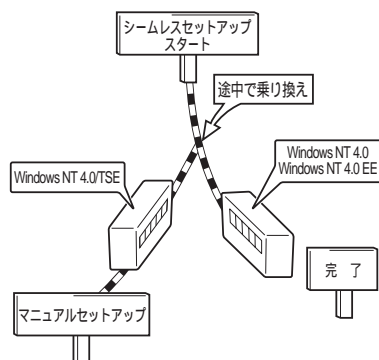 シームレスセットアップ
スタート
途中で乗り換え
Windows NT 4.0/TSE
Windows NT 4.0
Windows NT 4.0 EE
完 了
マニュアルセットアップ